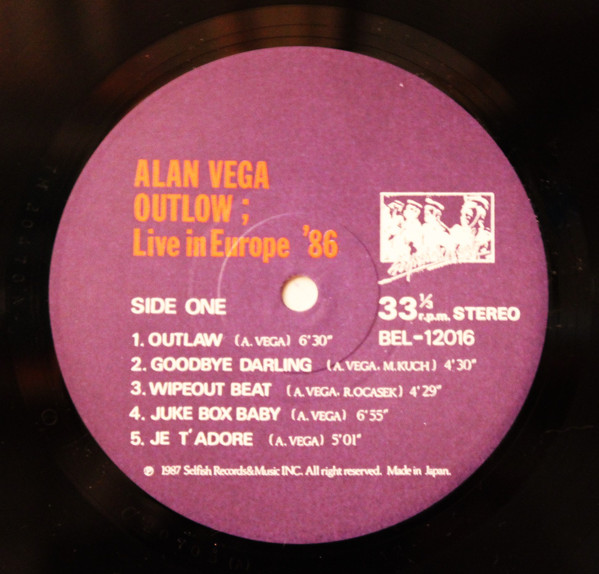 ALAN VEGA
OUTLOW ;
Live in Europe '86
SIDE ONE
33⅓ r.p.m. STEREO
BEL-12016
1. OUTLAW (A. VEGA) 6'30"
2. GOODBYE DARLING (A. VEGA, M. KUCH) 4'30"
3. WIPEOUT BEAT (A. VEGA, R.OCASEK) 4'29"
4. JUKE BOX BABY (A. VEGA) 6'55"
5. JE T'ADORE (A. VEGA) 5'01"
℗ 1987 Selfish Records&Music INC. All right reserved. Made in Japan.